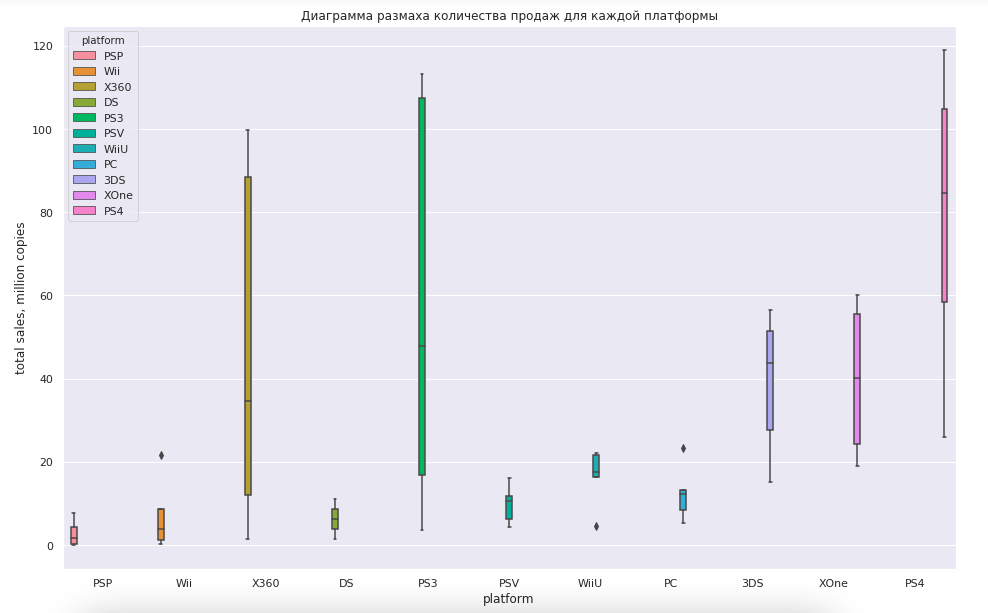 Диаграмма размаха количества продаж для каждой платформы
platform
PSP
Wii
X360
DS
PS3
PSV
WiiU
PC
3DS
XOne
PS4
120
100
80
60
40
20
0
total sales, million copies
PSP Wii X360 DS PS3 PSV WiiU PC 3DS XOne PS4
platform